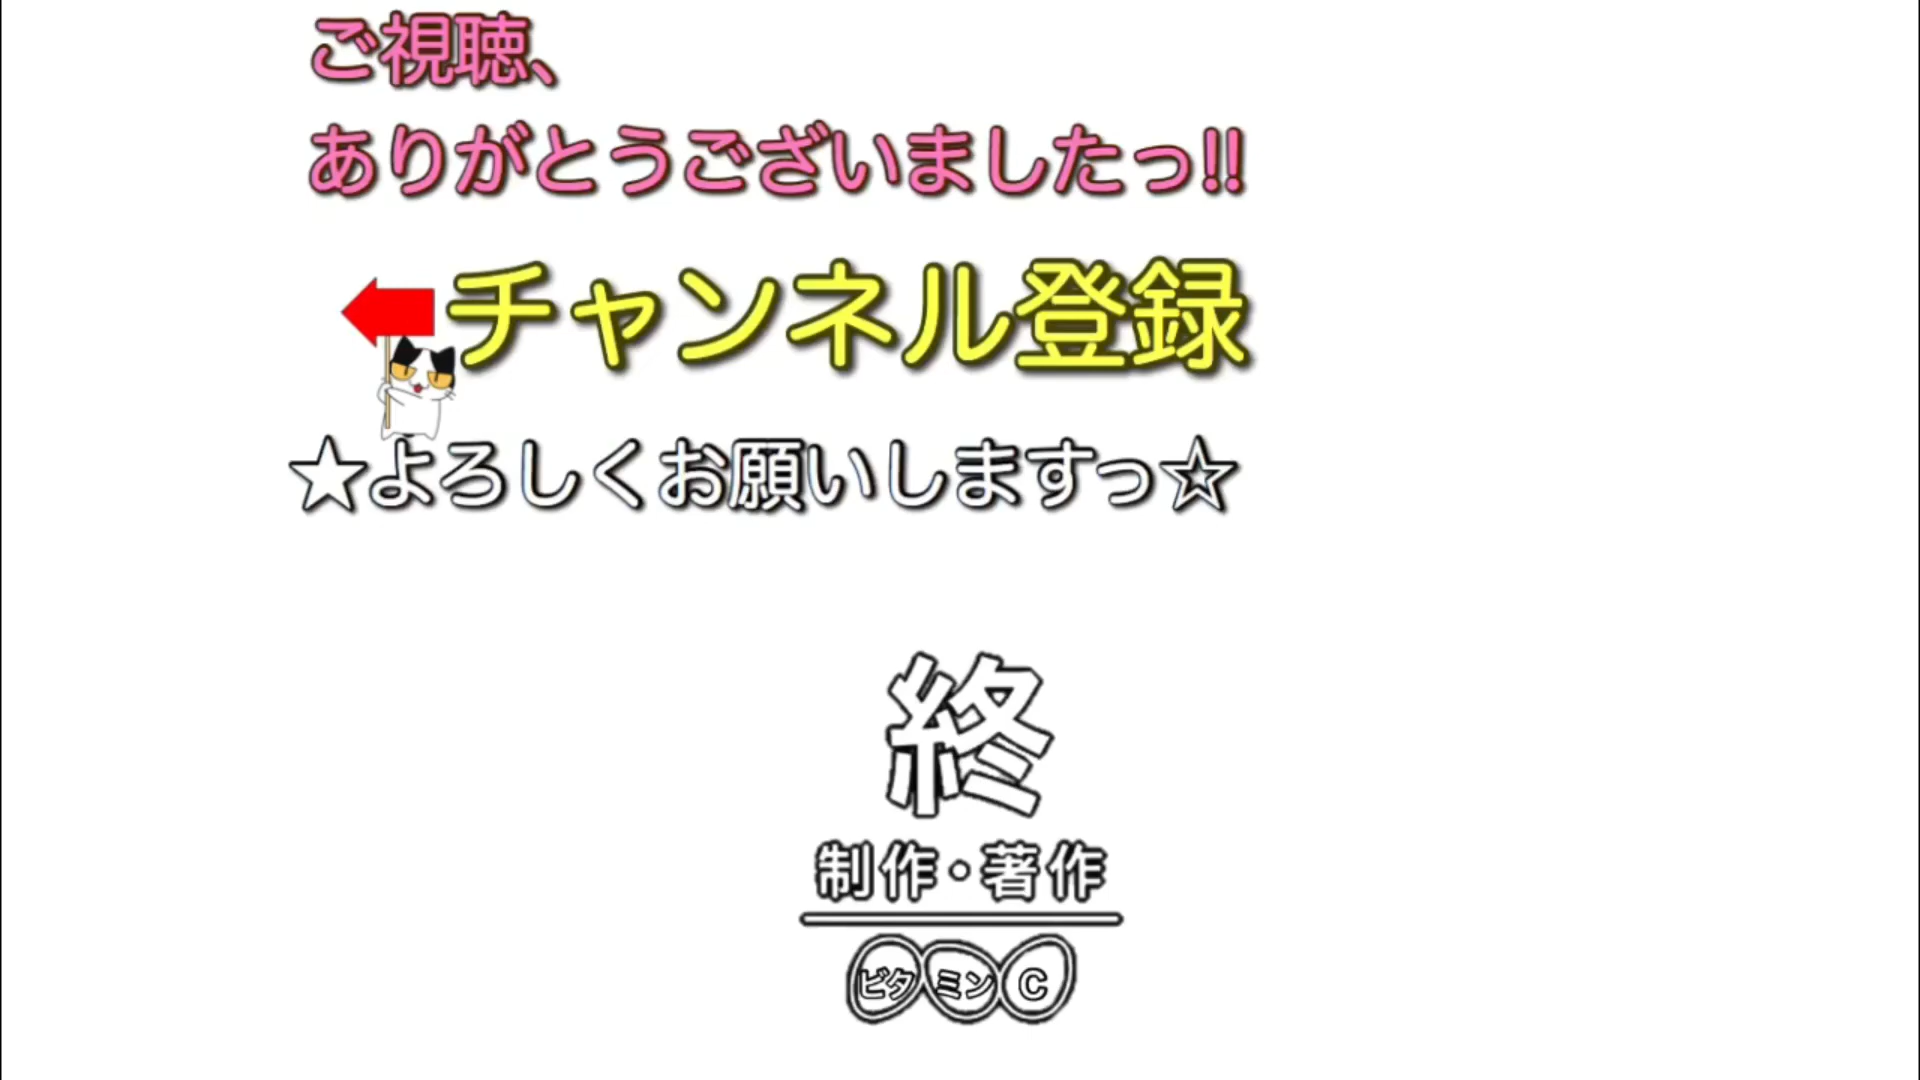 ご視聴、
ありがとうございましたっ!!
チャンネル登録
★よろしくお願いしますっ☆
終
制作・著作
ビタミンC